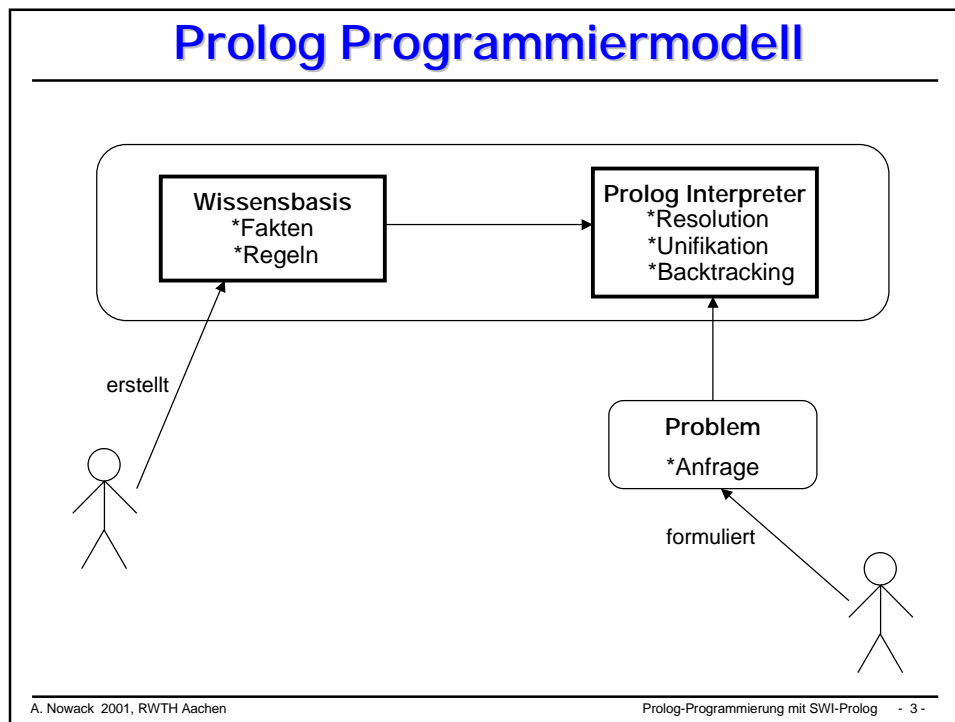 Prolog Programmiermodell
Wissensbasis
*Fakten
*Regeln
Prolog Interpreter
*Resolution
*Unifikation
*Backtracking
erstellt
Problem
*Anfrage
formuliert
A. Nowack 2001, RWTH Aachen
Prolog-Programmierung mit SWI-Prolog - 3 -